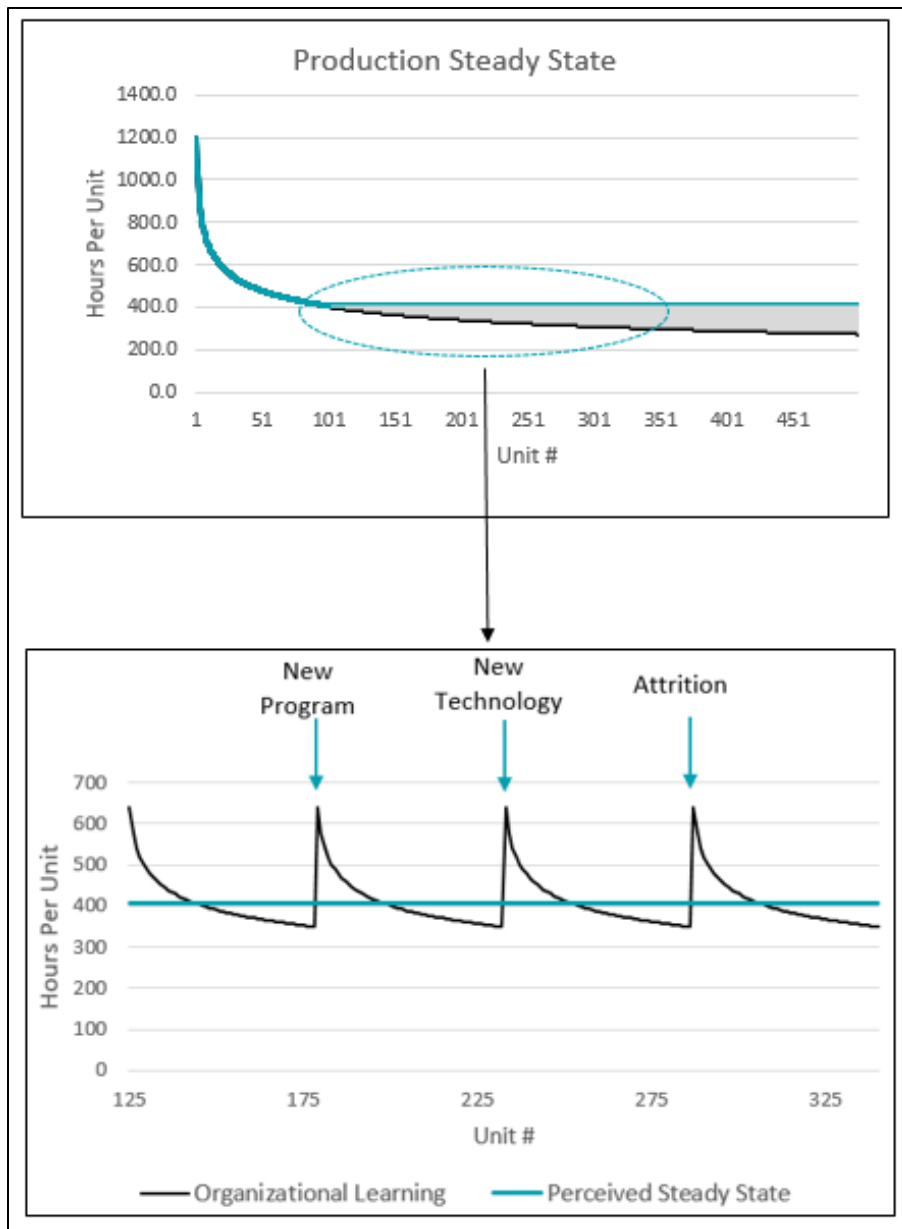 Production Steady State
1400.0
1200.0
1000.0
800.0
600.0
400.0
200.0
0.0
Hours Per Unit
1 51 101 151 201 251 301 351 401 451
Unit #
New
Program
New
Technology
Attrition
700
600
500
400
300
200
100
0
Hours Per Unit
125 175 225 275 325
Unit #
Organizational Learning Perceived Steady State